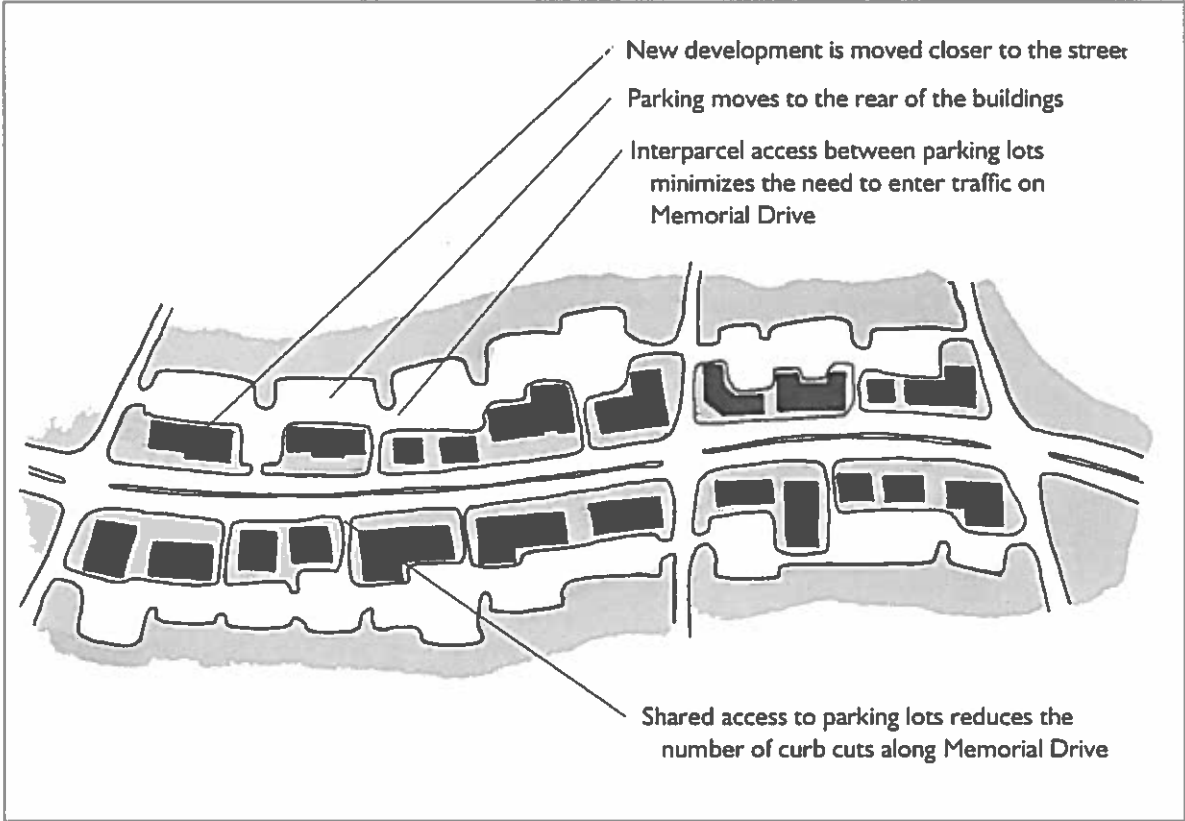 New development is moved closer to the street
Parking moves to the rear of the buildings
Interparcel access between parking lots
minimizes the need to enter traffic on
Memorial Drive
Shared access to parking lots reduces the
number of curb cuts along Memorial Drive